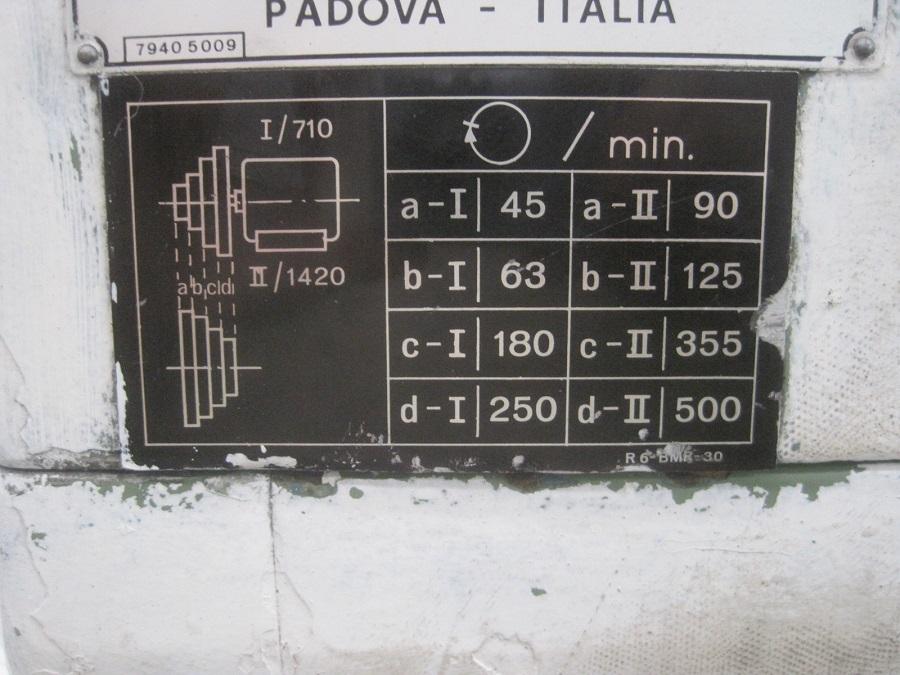 PADOVA - ITALIA
7940 5009
I/710
/ min.
a-I 45 a-II 90
b-I 63 b-II 125
II/1420
a b c d
c-I 180 c-II 355
d-I 250 d-II 500
R 6-BMR-30